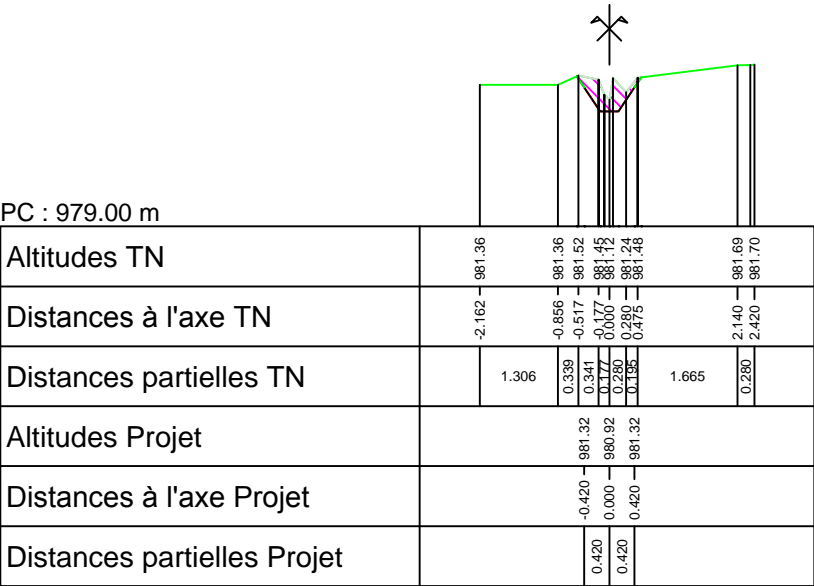 PC : 979.00 m
Altitudes TN
981.36 981.36 981.52 981.45 981.12 981.24 981.48 981.69 981.70
Distances à l'axe TN
-2.162 -0.856 -0.517 -0.177 0.000 0.280 0.475 2.140 2.420
Distances partielles TN
1.306 0.339 0.341 0.177 0.280 0.195 1.665 0.280
Altitudes Projet
981.32 980.92 981.32
Distances à l'axe Projet
-0.420 0.000 0.420
Distances partielles Projet
0.420 0.420